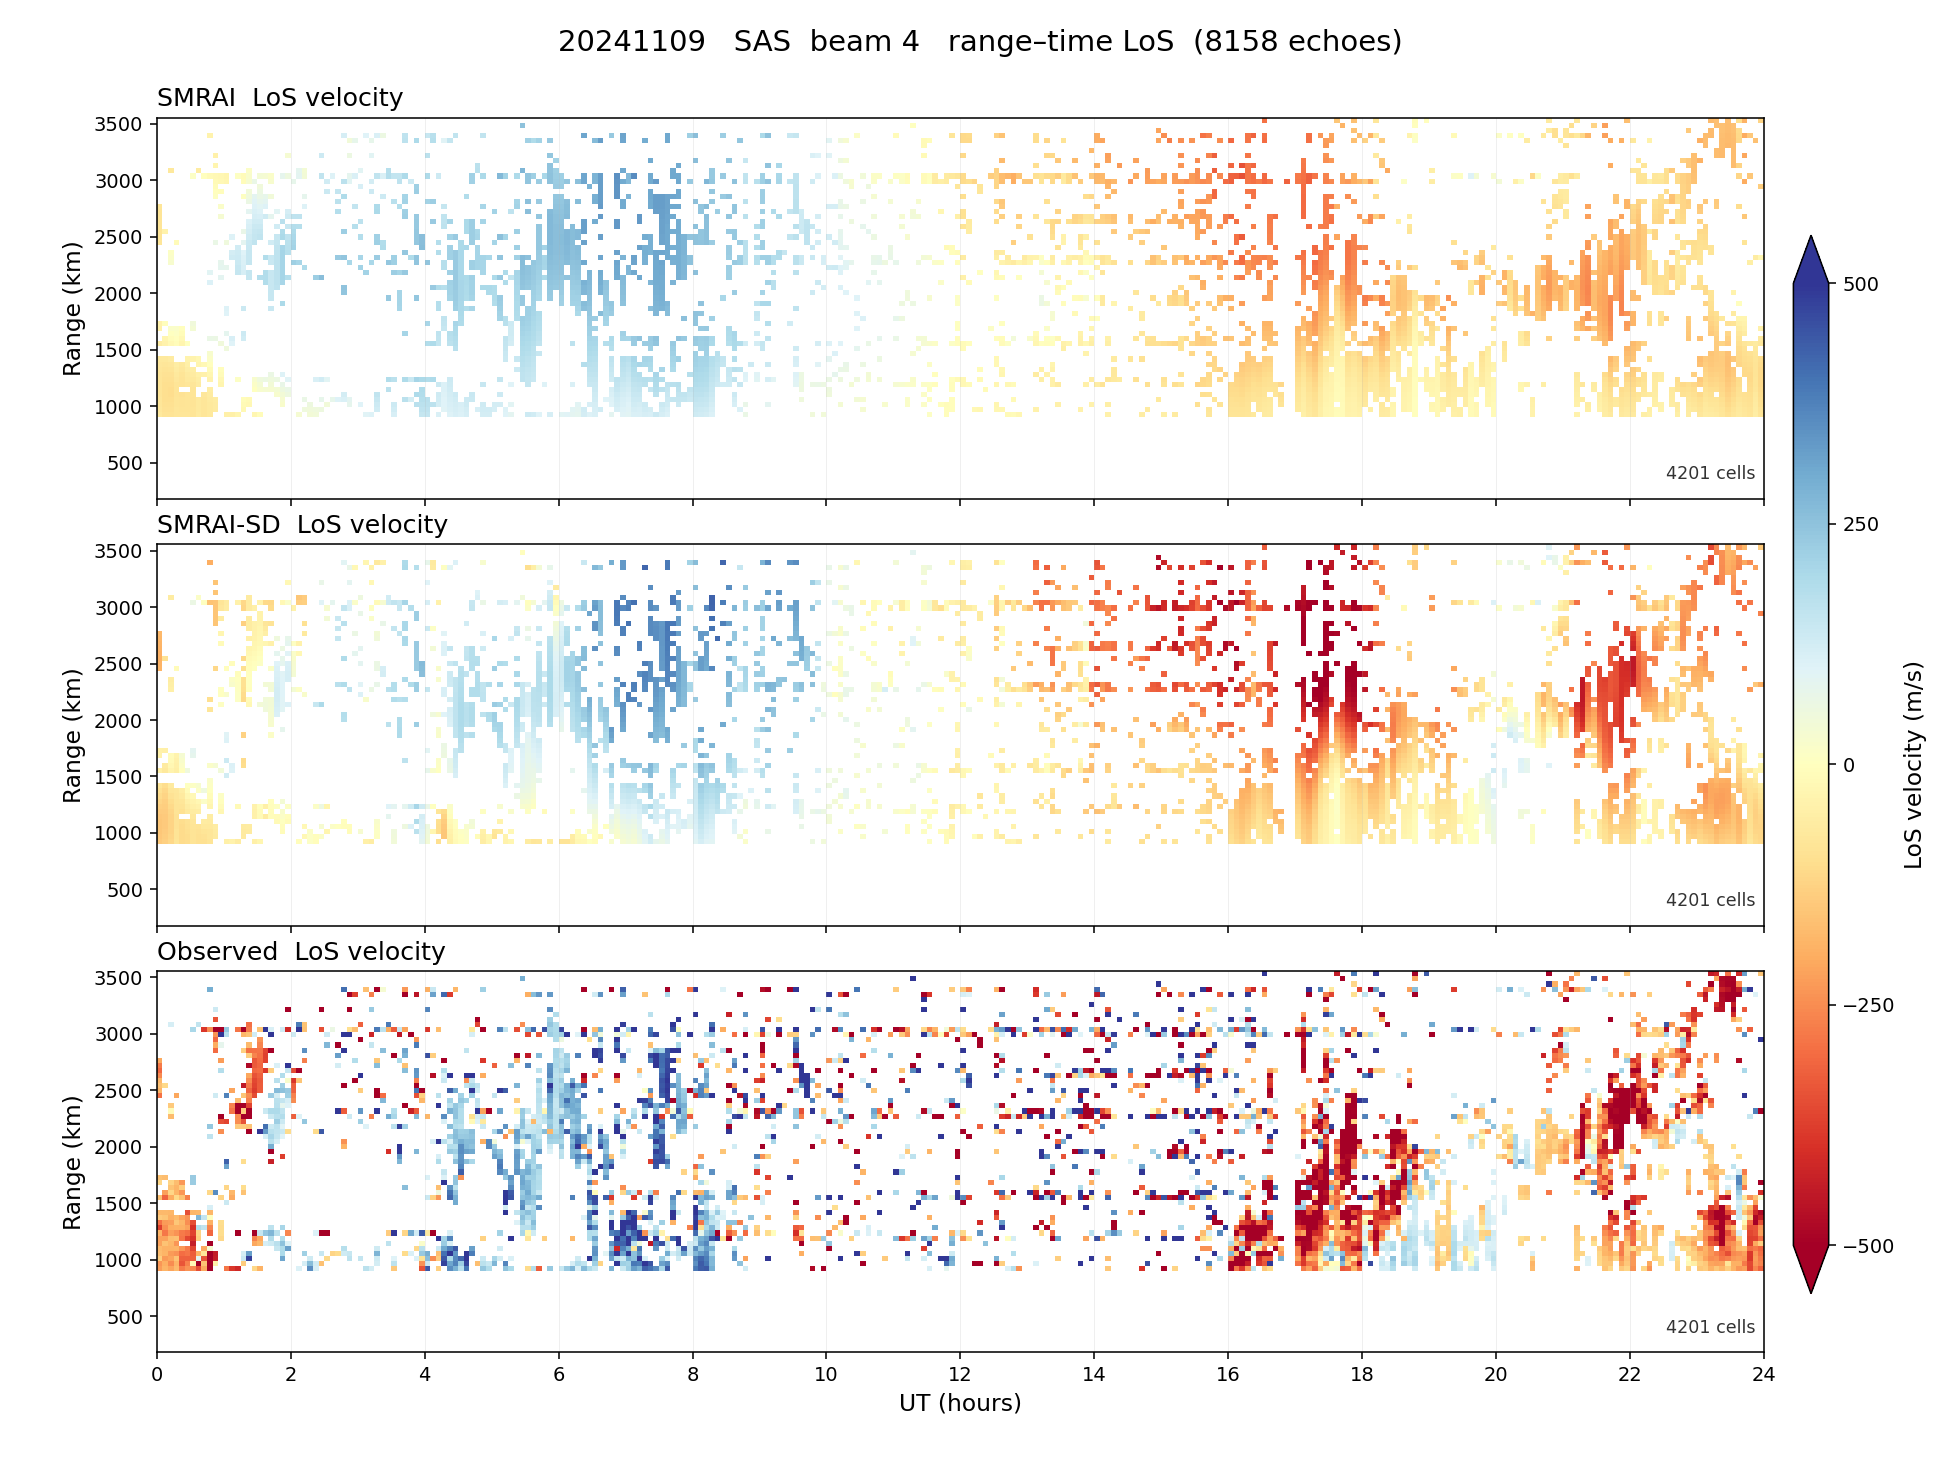 20241109   SAS  beam 4   range–time LoS  (8158 echoes)
SMRAI  LoS velocity
3500
3000
2500
2000
1500
1000
500
Range (km)
4201 cells
SMRAI-SD  LoS velocity
3500
3000
2500
2000
1500
1000
500
Range (km)
4201 cells
Observed  LoS velocity
3500
3000
2500
2000
1500
1000
500
Range (km)
4201 cells
0 2 4 6 8 10 12 14 16 18 20 22 24
UT (hours)
500
250
0
−250
−500
LoS velocity (m/s)